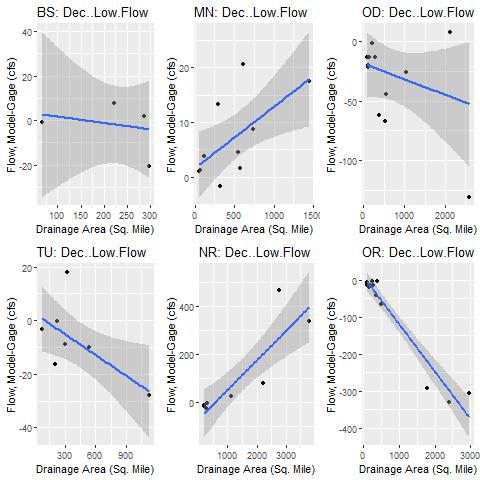 BS: Dec..Low.Flow
MN: Dec..Low.Flow
OD: Dec..Low.Flow
Flow, Model-Gage (cfs)
40
20
0
-20
100
150
200
250
300
Drainage Area (Sq. Mile)
Flow, Model-Gage (cfs)
20
10
0
0
500
1000
1500
Drainage Area (Sq. Mile)
Flow, Model-Gage (cfs)
0
-50
-100
0
1000
2000
Drainage Area (Sq. Mile)
TU: Dec..Low.Flow
NR: Dec..Low.Flow
OR: Dec..Low.Flow
Flow, Model-Gage (cfs)
20
0
-20
-40
300
600
900
Drainage Area (Sq. Mile)
Flow, Model-Gage (cfs)
400
200
0
1000
2000
3000
Drainage Area (Sq. Mile)
Flow, Model-Gage (cfs)
0
-100
-200
-300
-400
0
1000
2000
3000
Drainage Area (Sq. Mile)